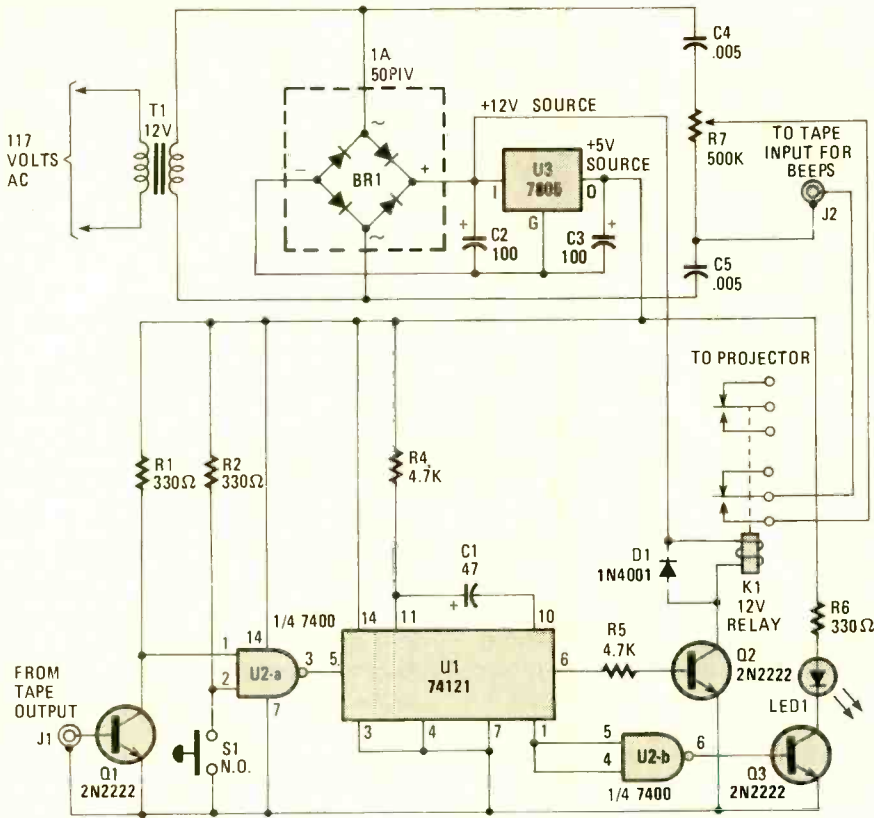 C4
.005
1A
50PIV
T1
12V
+12V SOURCE
117
VOLTS
AC
~
-
+
BR1
~
+5V
SOURCE
U3
7805
I
O
G
+
C2
100
+
C3
100
R7
500K
TO TAPE
INPUT FOR
BEEPS
J2
C5
.005
TO PROJECTOR
R1
330Ω
R2
330Ω
R4
4.7K
C1
47
+
D1
1N4001
K1
12V
RELAY
R6
330Ω
LED1
1
2
14
7
3
1/4 7400
U2-a
5
14
11
10
U1
74121
6
3
4
7
1
R5
4.7K
Q2
2N2222
FROM
TAPE
OUTPUT
J1
Q1
2N2222
S1
N.O.
5
4
U2-b
6
1/4 7400
Q3
2N2222